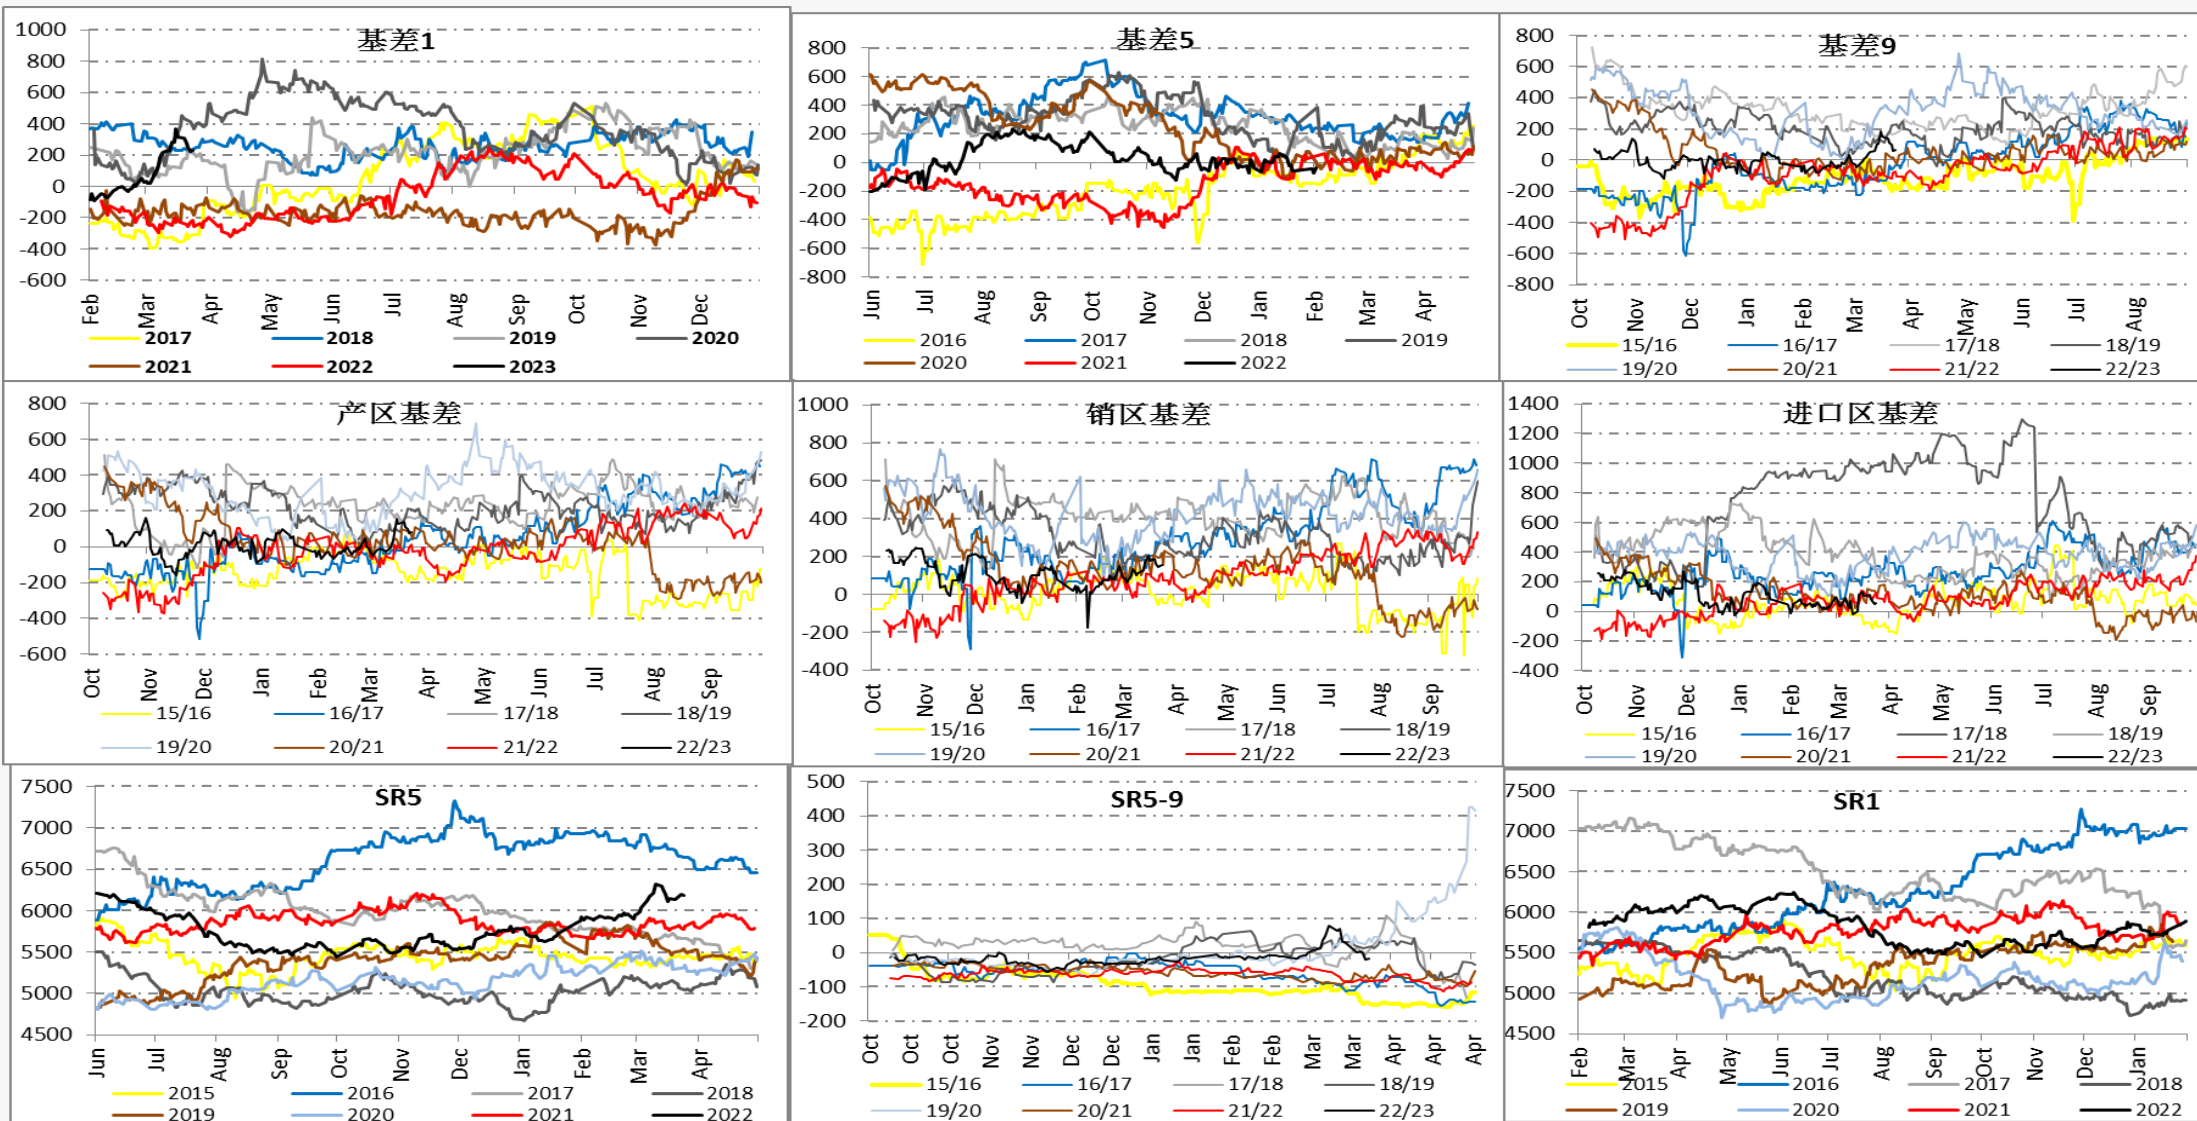 基差1
1000
800
600
400
200
0
-200
-400
-600
Feb Mar Apr May Jun Jul Aug Sep Oct Nov Dec
2017 2018 2019 2020
2021 2022 2023
基差5
800
600
400
200
0
-200
-400
-600
-800
Jun Jul Aug Sep Oct Nov Dec Jan Feb Mar Apr
2016 2017 2018 2019
2020 2021 2022
基差9
800
600
400
200
0
-200
-400
-600
-800
Oct Nov Dec Jan Feb Mar Apr May Jun Jul Aug
15/16 16/17 17/18 18/19
19/20 20/21 21/22 22/23
产区基差
800
600
400
200
0
-200
-400
-600
Oct Nov Dec Jan Feb Mar Apr May Jun Jul Aug Sep
15/16 16/17 17/18 18/19
19/20 20/21 21/22 22/23
销区基差
1000
800
600
400
200
0
-200
-400
Oct Nov Dec Jan Feb Mar Apr May Jun Jul Aug Sep
15/16 16/17 17/18 18/19
19/20 20/21 21/22 22/23
进口区基差
1400
1200
1000
800
600
400
200
0
-200
-400
Oct Nov Dec Jan Feb Mar Apr May Jun Jul Aug Sep
15/16 16/17 17/18 18/19
19/20 20/21 21/22 22/23
SR5
7500
7000
6500
6000
5500
5000
4500
Jun Jul Aug Sep Oct Nov Dec Jan Feb Mar Apr
2015 2016 2017 2018
2019 2020 2021 2022
SR5-9
500
400
300
200
100
0
-100
-200
Oct Oct Oct Nov Nov Dec Dec Jan Jan Feb Feb Mar Mar Apr Apr Apr
15/16 16/17 17/18 18/19
19/20 20/21 21/22 22/23
SR1
7500
7000
6500
6000
5500
5000
4500
Feb Mar Apr May Jun Jul Aug Sep Oct Nov Dec Jan
2015 2016 2017 2018
2019 2020 2021 2022